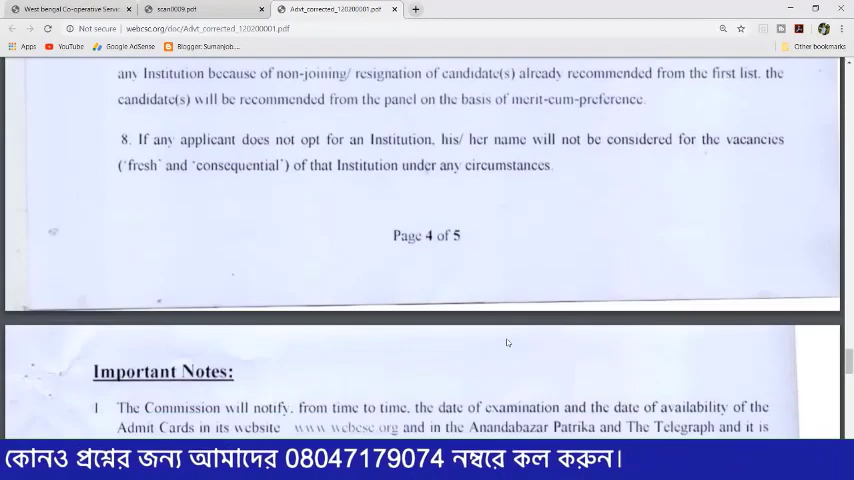 West bengal Co-operative Servic
scan0009.pdf
Advt_corrected_120200001.pdf
Not secure | webcsc.org/doc/Advt_corrected_120200001.pdf
Apps YouTube Google AdSense Blogger: Sumanjob.... Other bookmarks
any Institution because of non-joining/ resignation of candidate(s) already recommended from the first list, the
candidate(s) will be recommended from the panel on the basis of merit-cum-preference.
8. If any applicant does not opt for an Institution, his/ her name will not be considered for the vacancies
('fresh' and 'consequential') of that Institution under any circumstances.
Page 4 of 5
Important Notes:
1 The Commission will notify, from time to time, the date of examination and the date of availability of the
Admit Cards in its website www.webcsc.org and in the Anandabazar Patrika and The Telegraph and it is
কোনও প্রশ্নের জন্য আমাদের 08047179074 নম্বরে কল করুন।